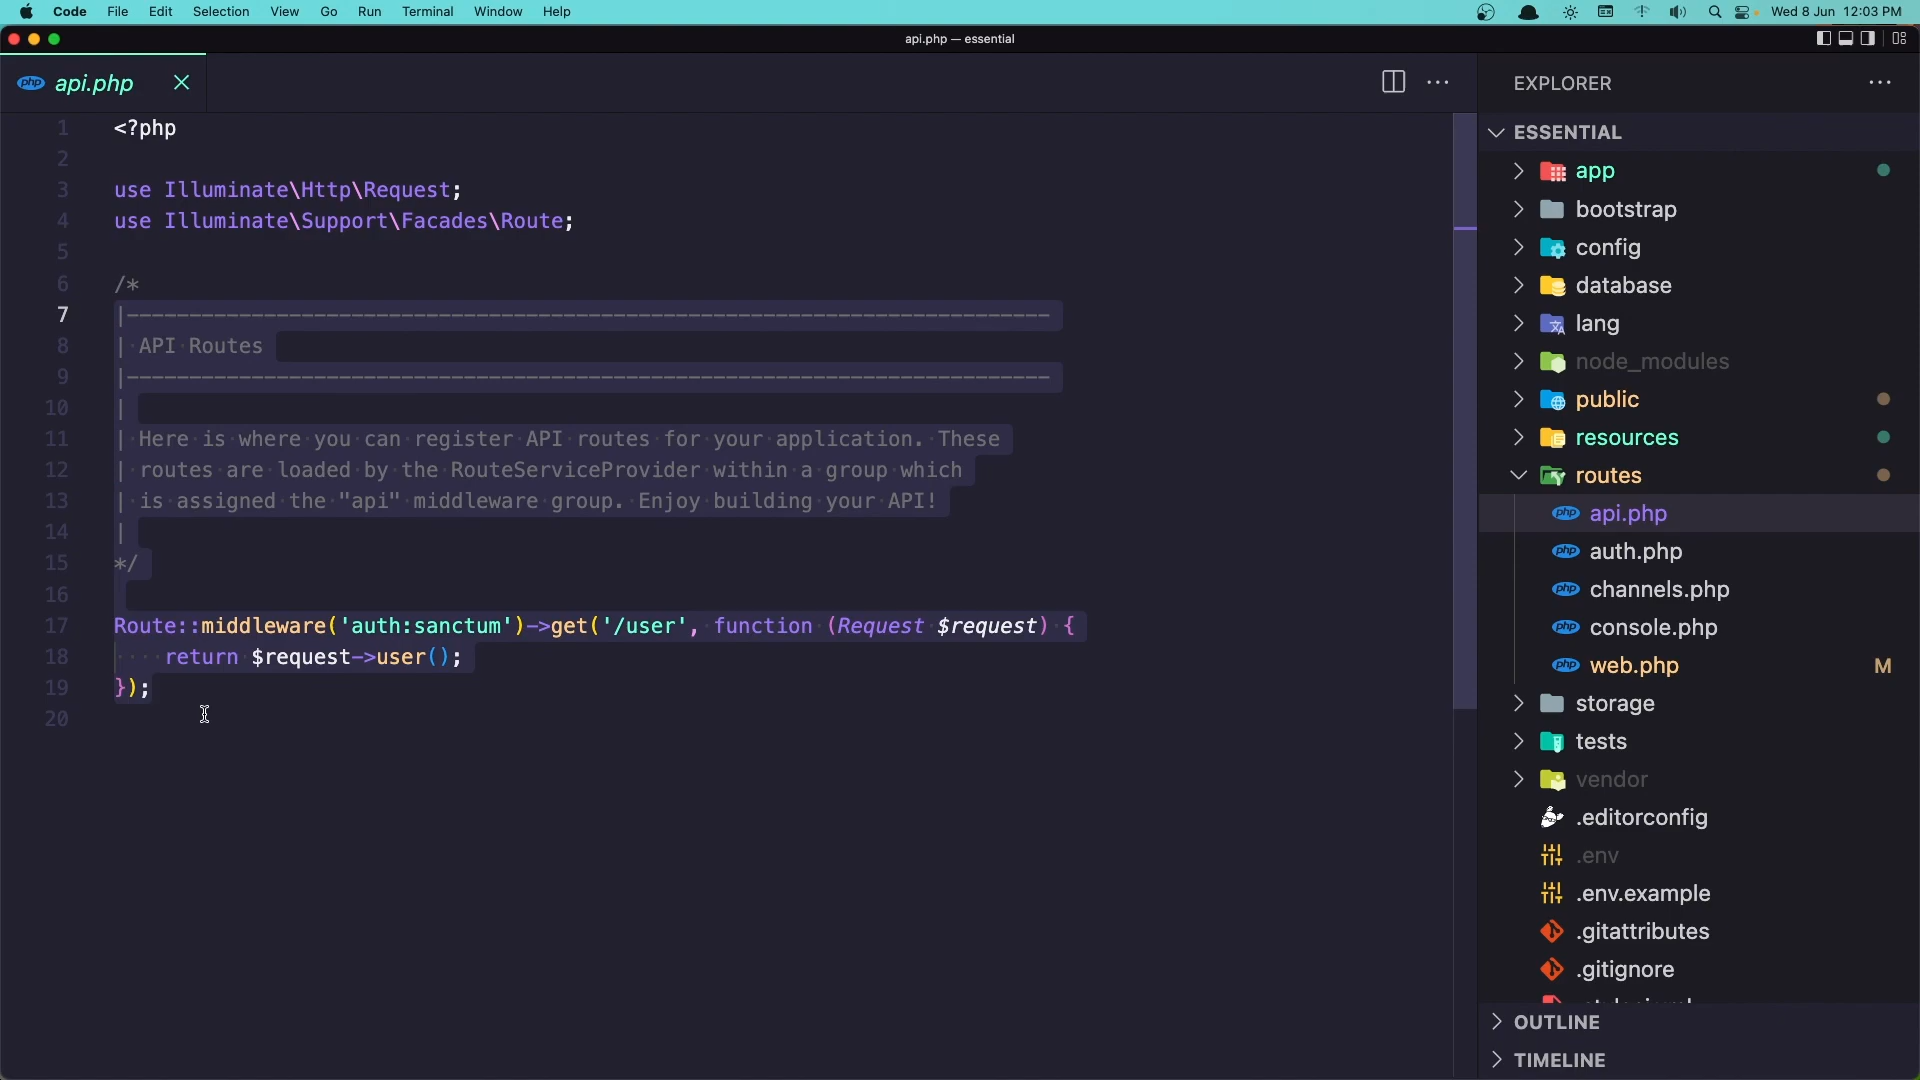 Code File Edit Selection View Go Run Terminal Window Help
Wed 8 Jun 12:03 PM
api.php — essential
php api.php
1 <?php
2
3 use Illuminate\Http\Request;
4 use Illuminate\Support\Facades\Route;
5
6 /*
7 |--------------------------------------------------------------------------
8 | API Routes
9 |--------------------------------------------------------------------------
10 |
11 | Here is where you can register API routes for your application. These
12 | routes are loaded by the RouteServiceProvider within a group which
13 | is assigned the "api" middleware group. Enjoy building your API!
14 |
15 */
16
17 Route::middleware('auth:sanctum')->get('/user', function (Request $request) {
18 return $request->user();
19 });
20
EXPLORER
ESSENTIAL
app
bootstrap
config
database
lang
node_modules
public
resources
routes
php api.php
php auth.php
php channels.php
php console.php
php web.php M
storage
tests
vendor
.editorconfig
.env
.env.example
.gitattributes
.gitignore
OUTLINE
TIMELINE